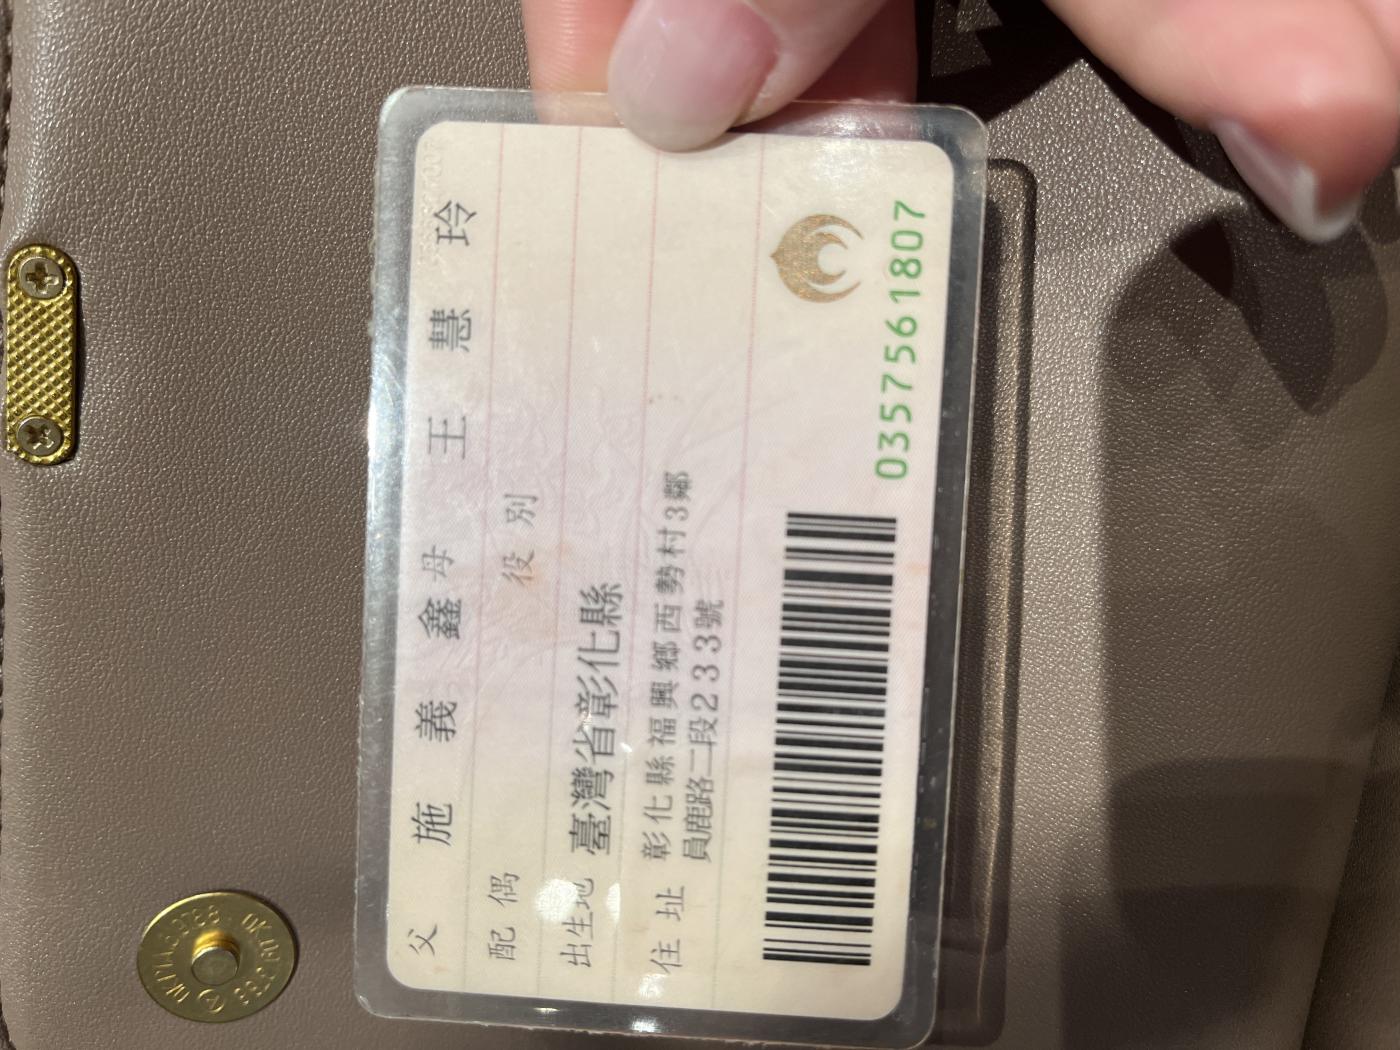 父 施義鑫 母 王慧玲
配偶 役別
出生地 臺灣省彰化縣
住址 彰化縣福興鄉西勢村3鄰
員鹿路二段233號
0357561807